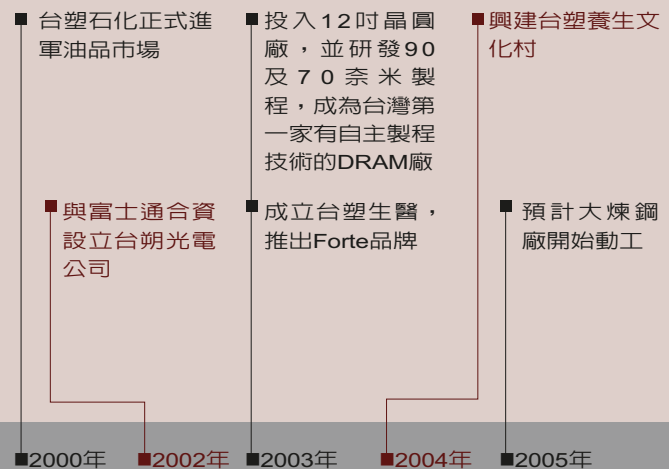 ■ 台塑石化正式進
軍油品市場
■ 投入12吋晶圓
廠，並研發90
及70奈米製
程，成為台灣第
一家有自主製程
技術的DRAM廠
■ 興建台塑養生文
化村
■ 與富士通合資
設立台朔光電
公司
■ 成立台塑生醫，
推出Forte品牌
■ 預計大煉鋼
廠開始動工
■2000年 ■2002年 ■2003年 ■2004年 ■2005年